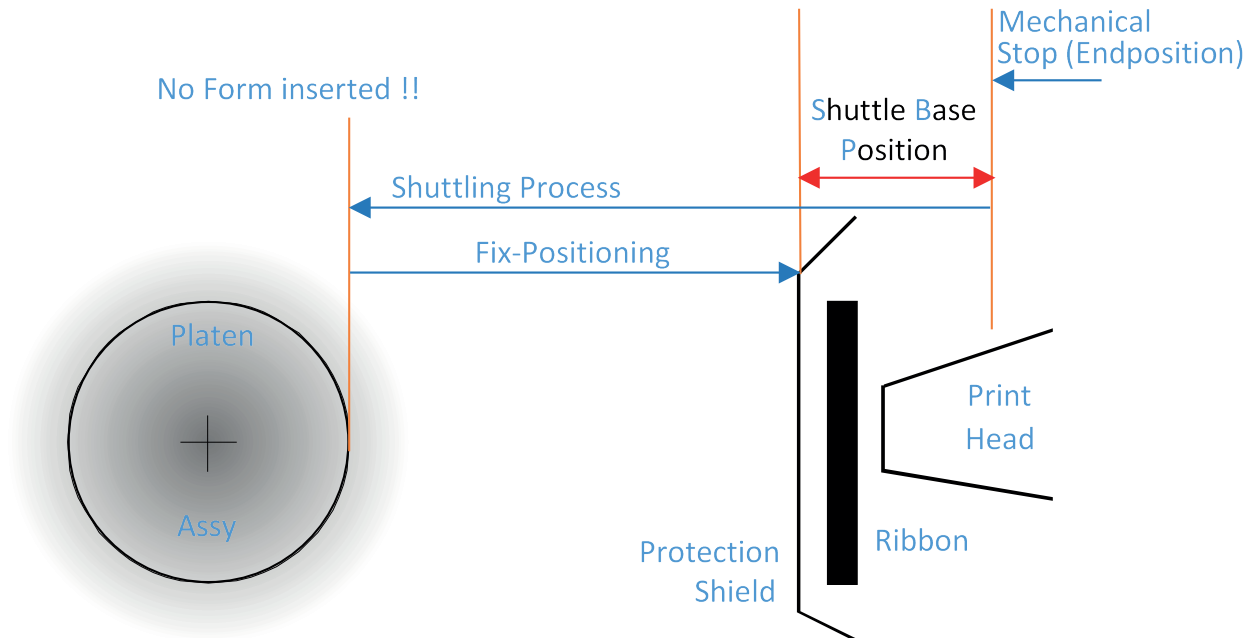 Mechanical
Stop (Endposition)
No Form inserted !!
Shuttle Base
Position
Shuttling Process
Fix-Positioning
Platen
Assy
Print
Head
Ribbon
Protection
Shield